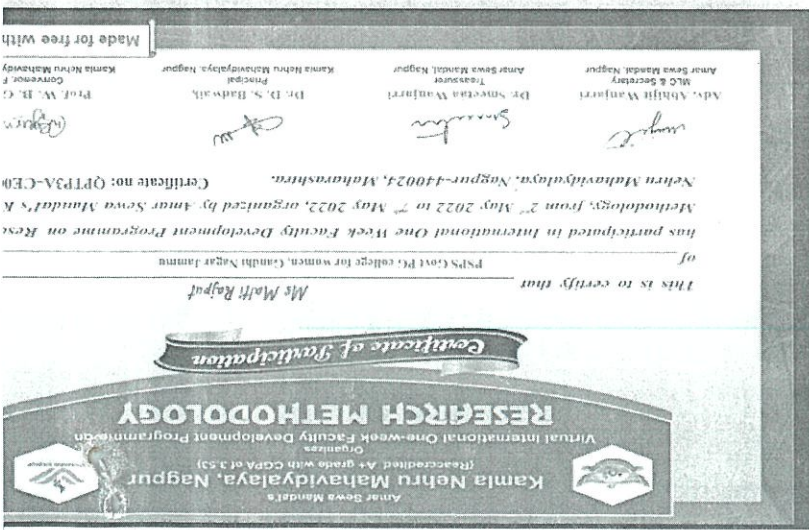 Amar Sewa Mandal's
Kamla Nehru Mahavidyalaya, Nagpur
(Reaccredited A+ grade with CGPA of 3.53)
Organizes
Virtual International One-week Faculty Development Programme on
RESEARCH METHODOLOGY
Certificate of Participation
This is to certify that Ms Malti Rajput
of PSPS Govt PG college for women, Gandhi Nagar Jammu
has participated in International One Week Faculty Development Programme on Rese
Methodology, from 2nd May 2022 to 7th May 2022, organized by Amar Sewa Mandal's K
Nehru Mahavidyalaya, Nagpur-440024, Maharashtra. Certificate no: QPTP3A-CE0
Adv. Abhijit Wanjarri Dr. Smeeta Wanjarri Dr. D. S. Badwaik Prof. W. B. G
MLC & Secretary Treasurer Principal Convenor, F
Amar Sewa Mandal, Nagpur Amar Sewa Mandal, Nagpur Kamla Nehru Mahavidyalaya, Nagpur Kamla Nehru Mahavidy
Made for free with